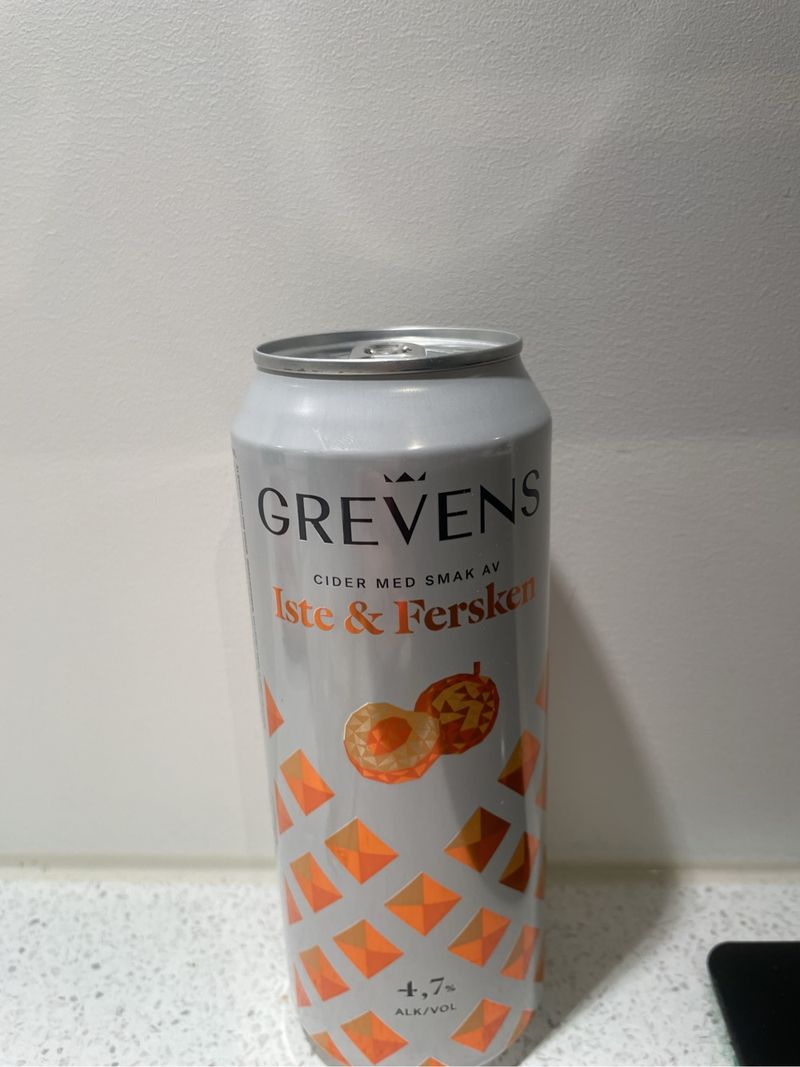 GREVENS
CIDER MED SMAK AV
Iste & Fersken
4,7%
ALK/VOL